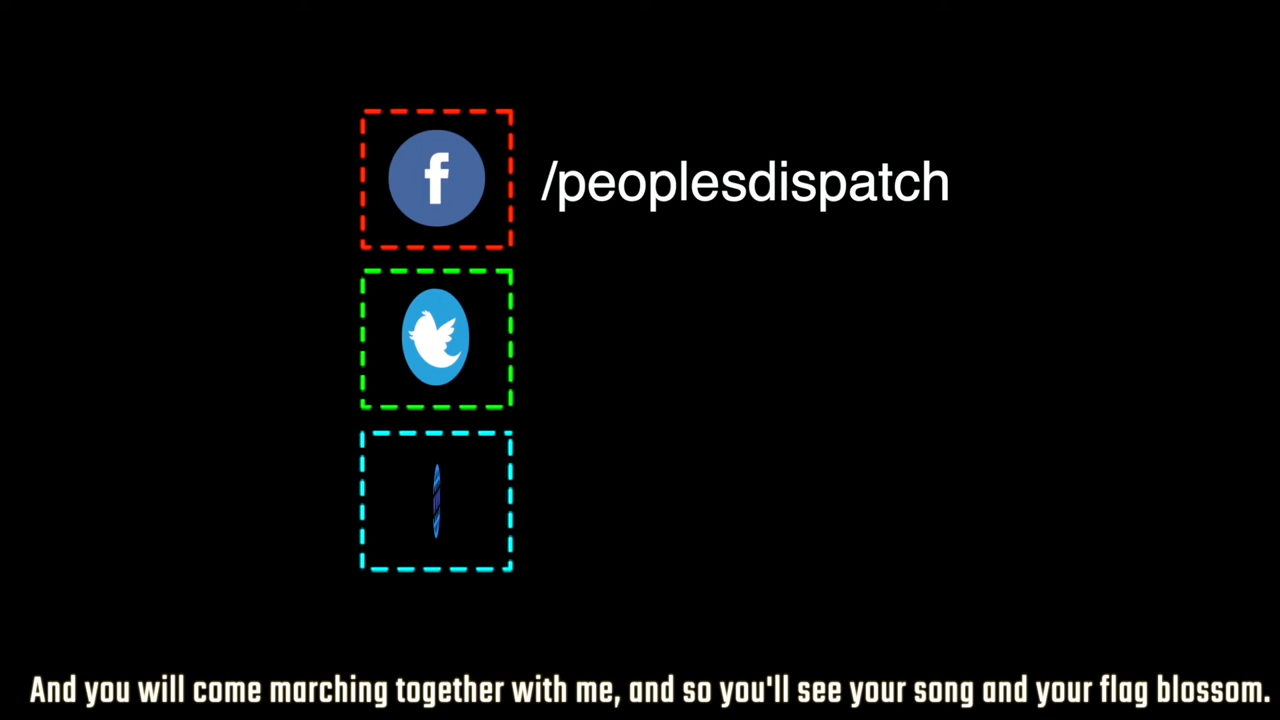 f
/peoplesdispatch
And you will come marching together with me, and so you'll see your song and your flag blossom.